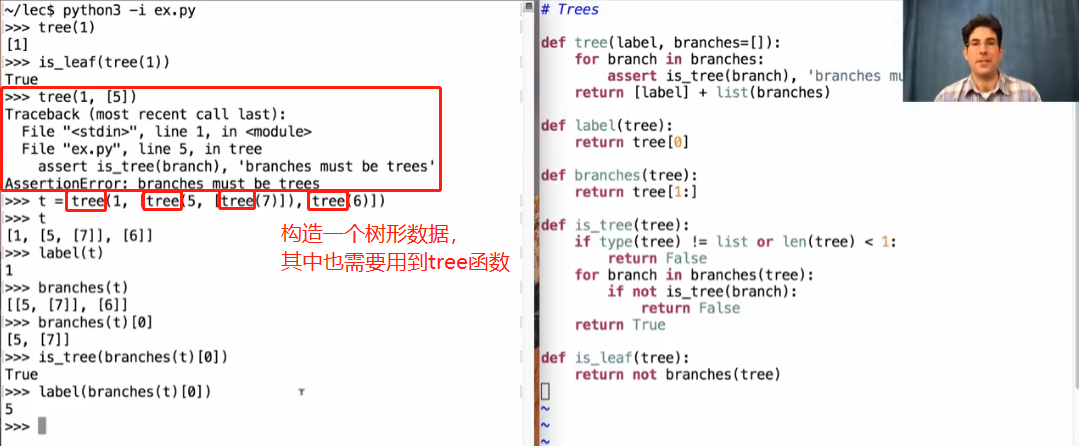 ~/lec$ python3 -i ex.py
>>> tree(1)
[1]
>>> is_leaf(tree(1))
True
>>> tree(1, [5])
Traceback (most recent call last):
  File "<stdin>", line 1, in <module>
  File "ex.py", line 5, in tree
    assert is_tree(branch), 'branches must be trees'
AssertionError: branches must be trees
>>> t = tree(1, [tree(5, [tree(7)]), tree(6)])
>>> t
[1, [5, [7]], [6]]
>>> label(t)
1
>>> branches(t)
[[5, [7]], [6]]
>>> branches(t)[0]
[5, [7]]
>>> is_tree(branches(t)[0])
True
>>> label(branches(t)[0])
5
>>>
构造一个树形数据，
其中也需要用到tree函数
# Trees
def tree(label, branches=[]):
    for branch in branches:
        assert is_tree(branch), 'branches mu
    return [label] + list(branches)
def label(tree):
    return tree[0]
def branches(tree):
    return tree[1:]
def is_tree(tree):
    if type(tree) != list or len(tree) < 1:
        return False
    for branch in branches(tree):
        if not is_tree(branch):
            return False
    return True
def is_leaf(tree):
    return not branches(tree)
~
~
~